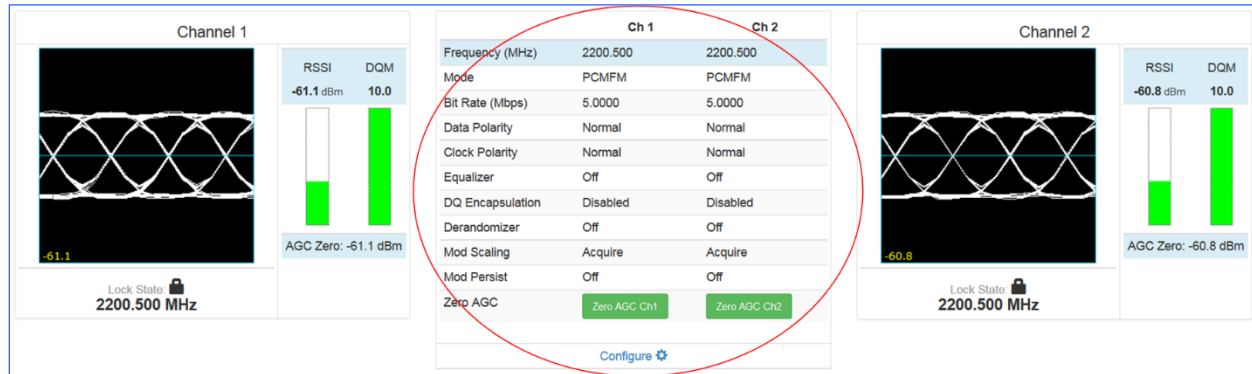 Channel 1
RSSI DQM
-61.1 dBm 10.0
-61.1
AGC Zero: -61.1 dBm
Lock State:
2200.500 MHz
Ch 1 Ch 2
Frequency (MHz) 2200.500 2200.500
Mode PCMFM PCMFM
Bit Rate (Mbps) 5.0000 5.0000
Data Polarity Normal Normal
Clock Polarity Normal Normal
Equalizer Off Off
DQ Encapsulation Disabled Disabled
Derandomizer Off Off
Mod Scaling Acquire Acquire
Mod Persist Off Off
Zero AGC Zero AGC Ch1 Zero AGC Ch2
Configure
Channel 2
RSSI DQM
-60.8 dBm 10.0
-60.8
AGC Zero: -60.8 dBm
Lock State:
2200.500 MHz